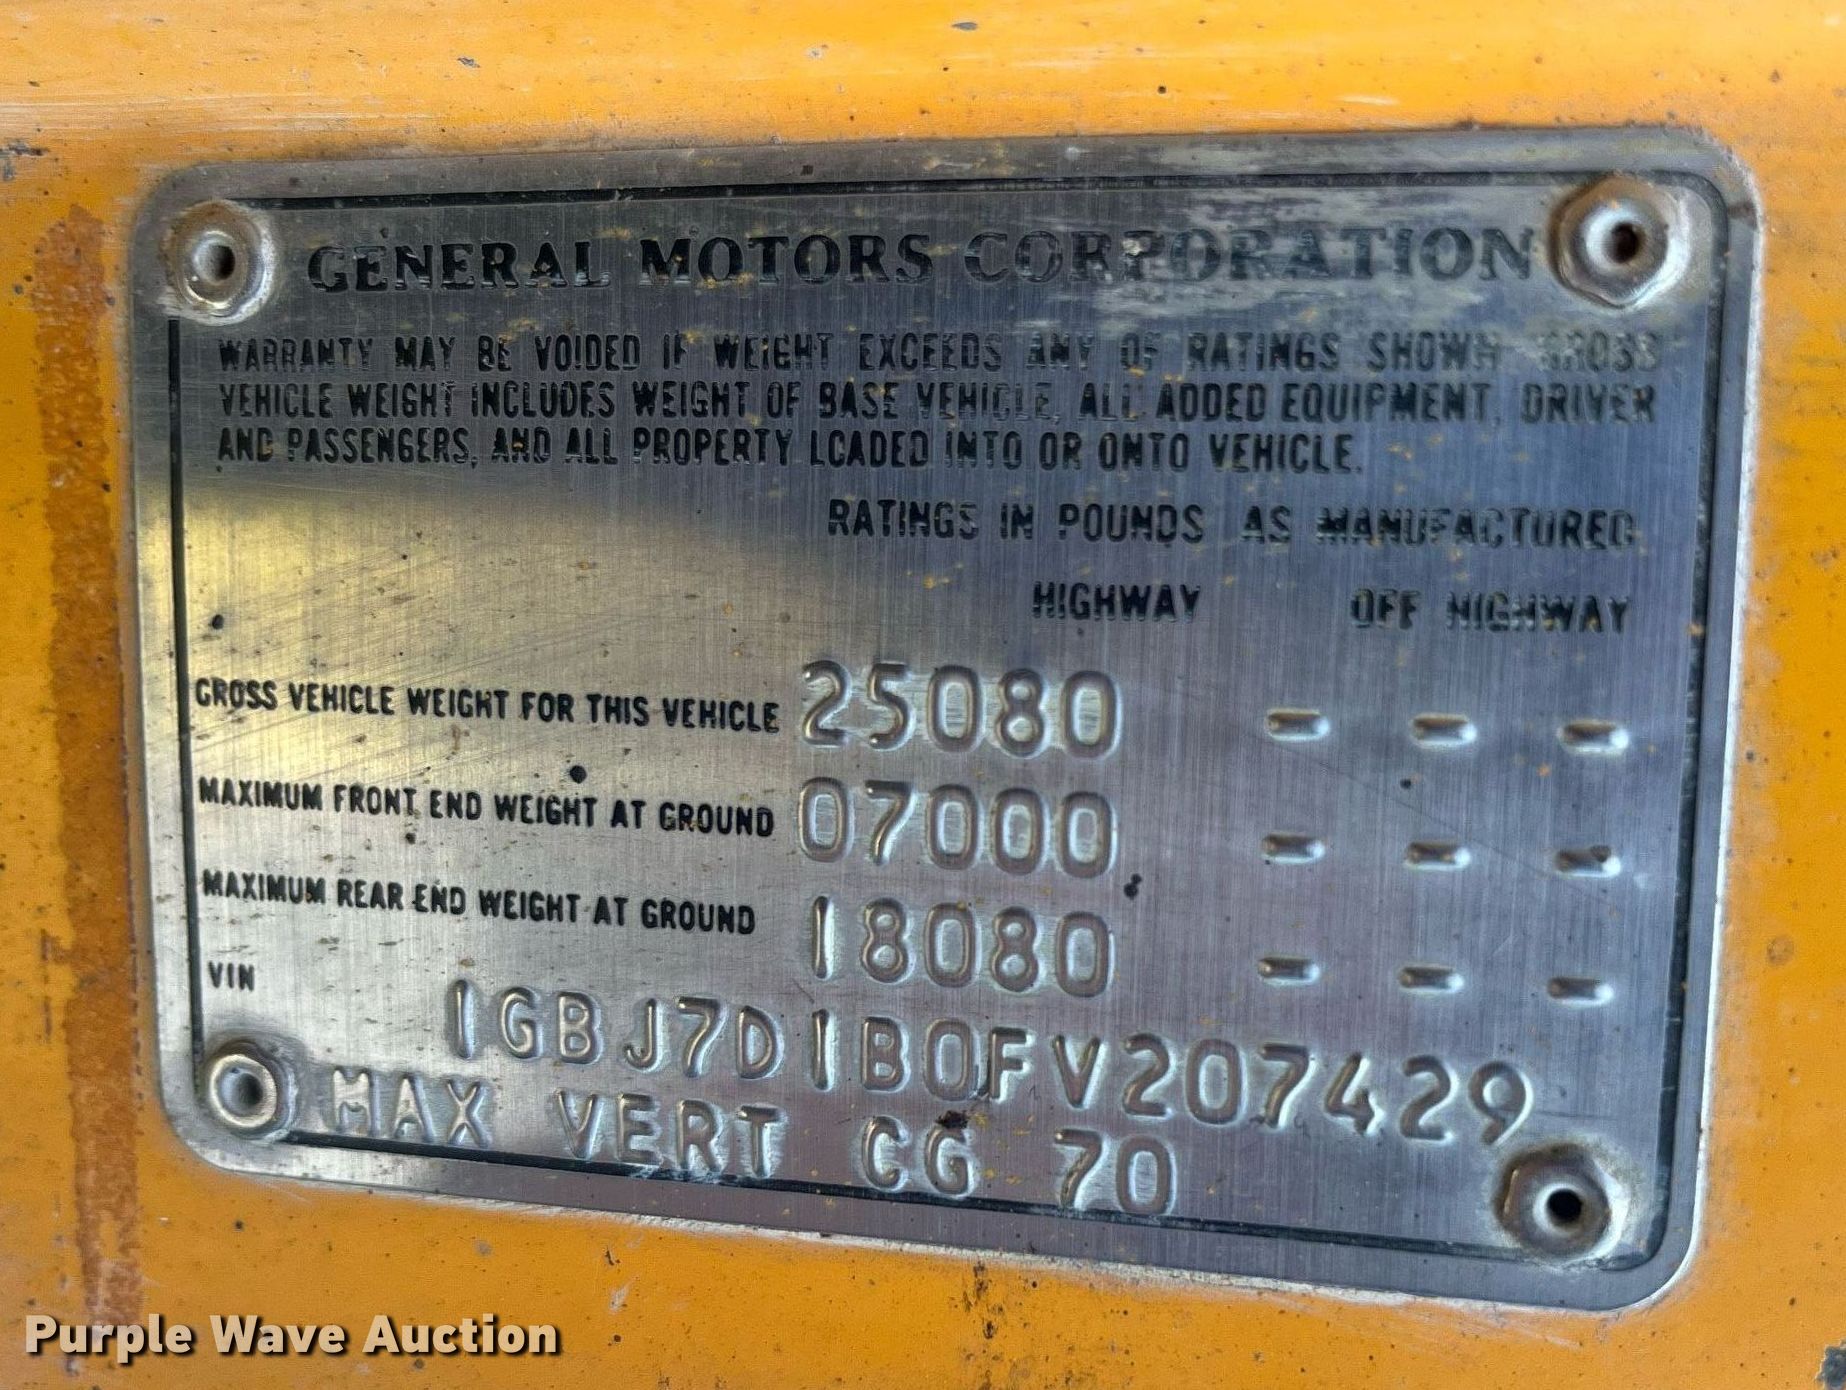 GENERAL MOTORS CORPORATION
WARRANTY MAY BE VOIDED IF WEIGHT EXCEEDS ANY OF RATINGS SHOWN GROSS
VEHICLE WEIGHT INCLUDES WEIGHT OF BASE VEHICLE, ALL ADDED EQUIPMENT, DRIVER
AND PASSENGERS, AND ALL PROPERTY LOADED INTO OR ONTO VEHICLE.
RATINGS IN POUNDS AS MANUFACTURED
HIGHWAY OFF HIGHWAY
GROSS VEHICLE WEIGHT FOR THIS VEHICLE 25080 - - -
MAXIMUM FRONT END WEIGHT AT GROUND 07000 - - -
MAXIMUM REAR END WEIGHT AT GROUND 18080 - - -
VIN 1GBJ7D1B0FV207429
MAX VERT CG 70
Purple Wave Auction